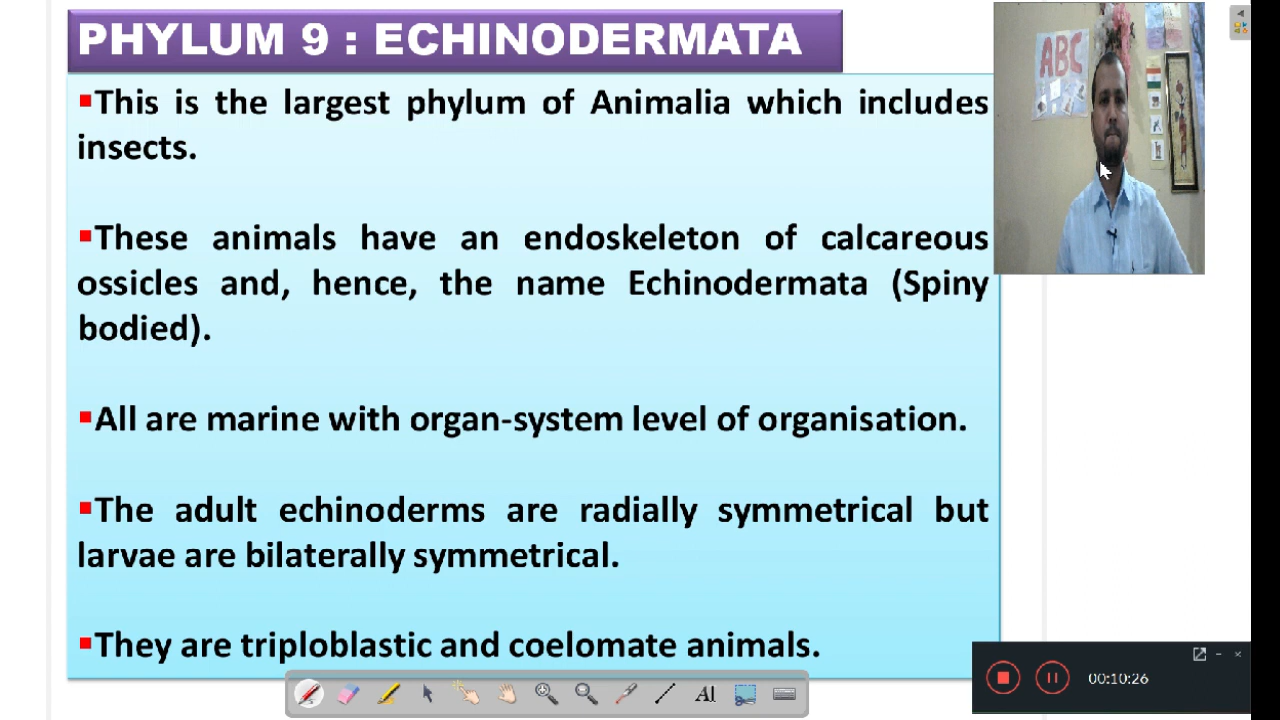 PHYLUM 9 : ECHINODERMATA
▪This is the largest phylum of Animalia which includes
insects.
▪These animals have an endoskeleton of calcareous
ossicles and, hence, the name Echinodermata (Spiny
bodied).
▪All are marine with organ-system level of organisation.
▪The adult echinoderms are radially symmetrical but
larvae are bilaterally symmetrical.
▪They are triploblastic and coelomate animals.
ABC
AI
00:10:26